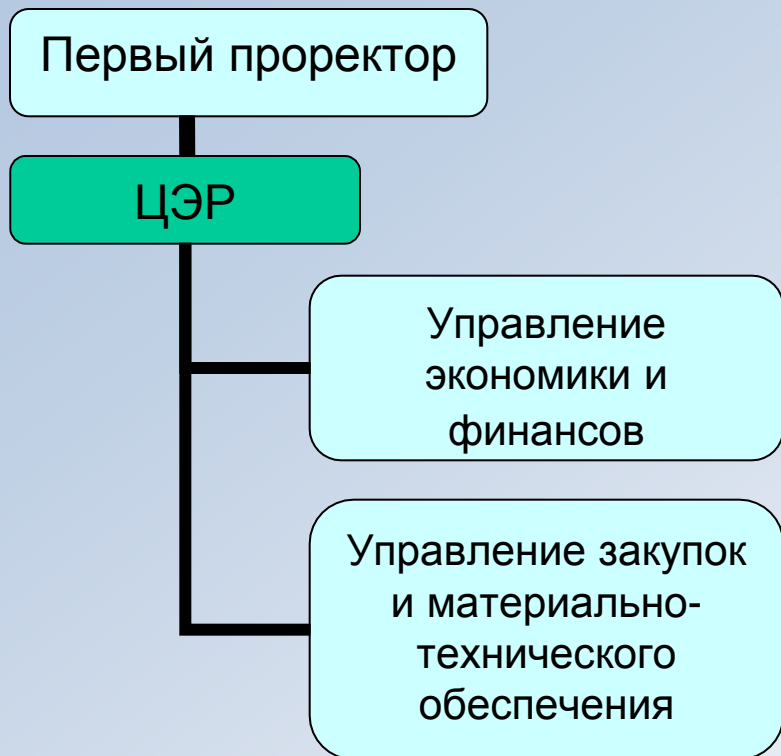 Первый проректор
ЦЭР
Управление
экономики и
финансов
Управление закупок
и материально-
технического
обеспечения